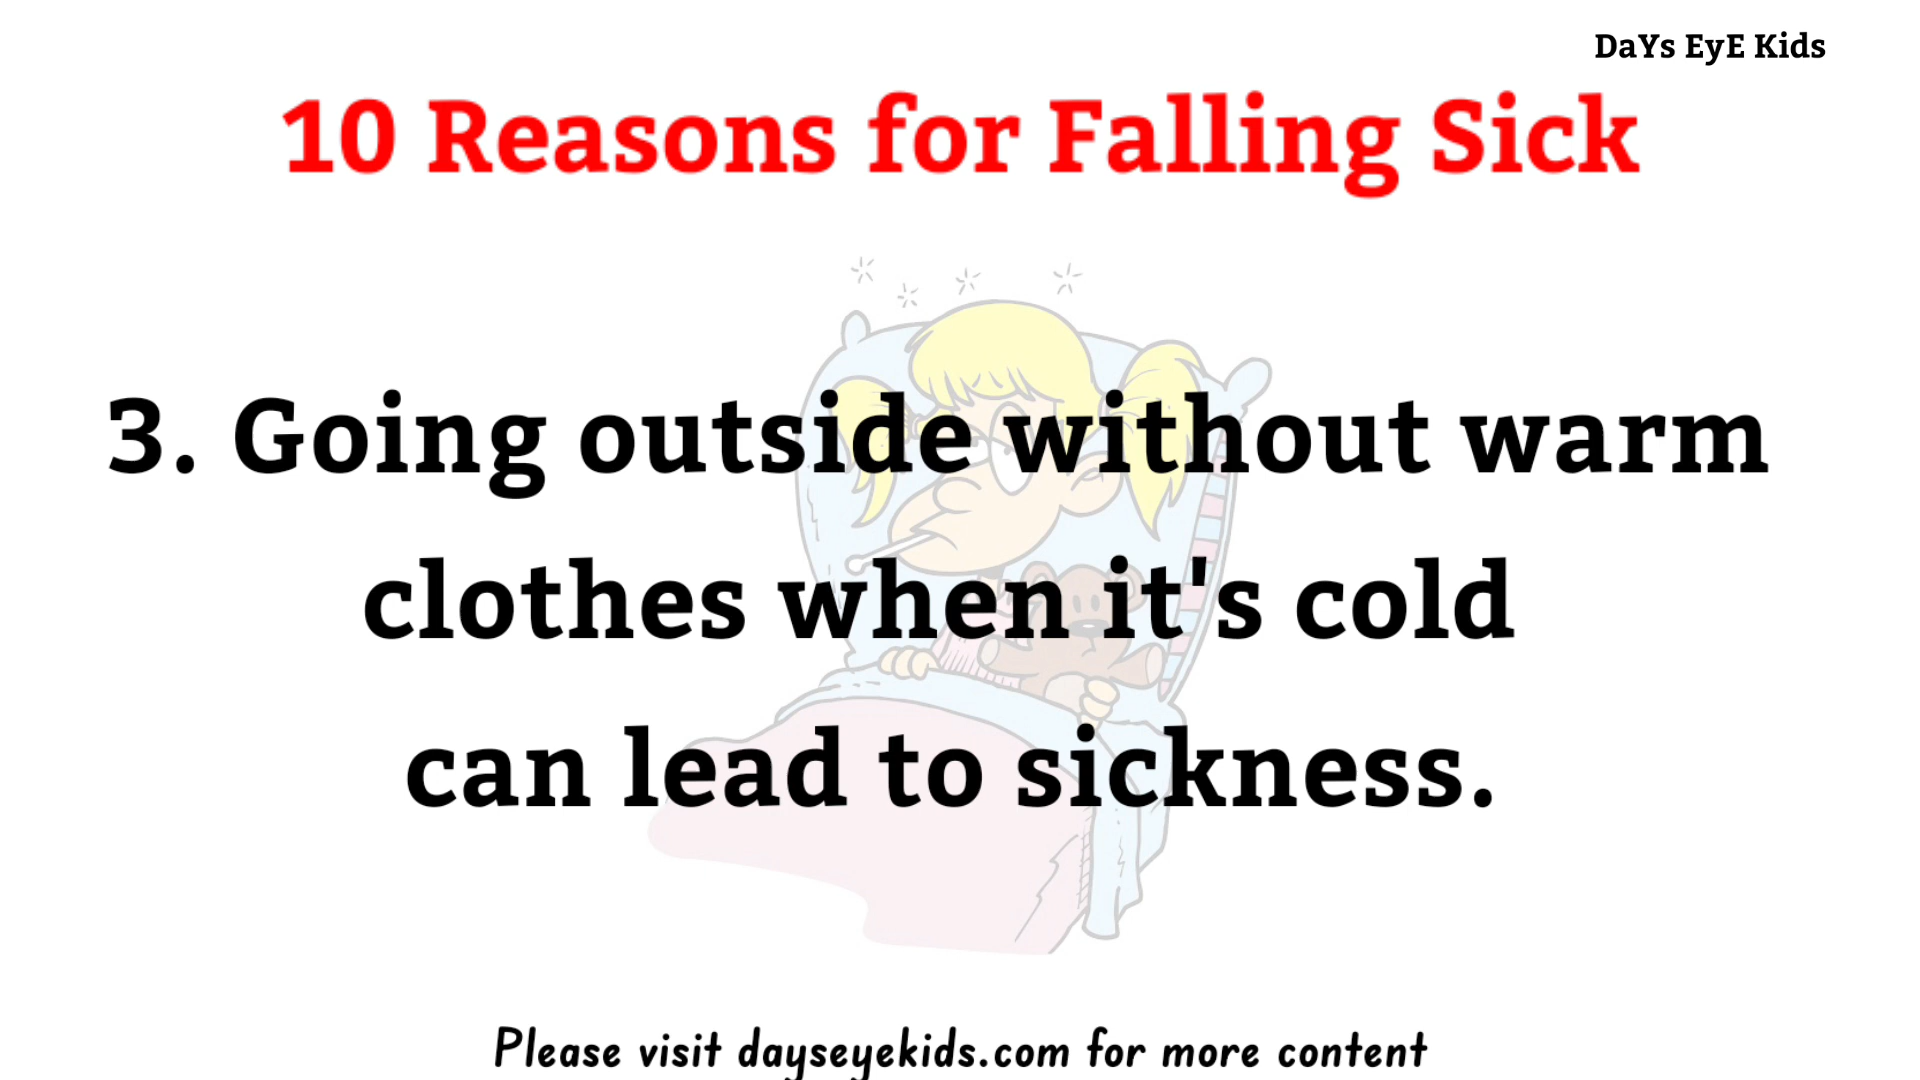 DaYs EyE Kids
10 Reasons for Falling Sick
3. Going outside without warm
clothes when it's cold
can lead to sickness.
Please visit dayseyekids.com for more content